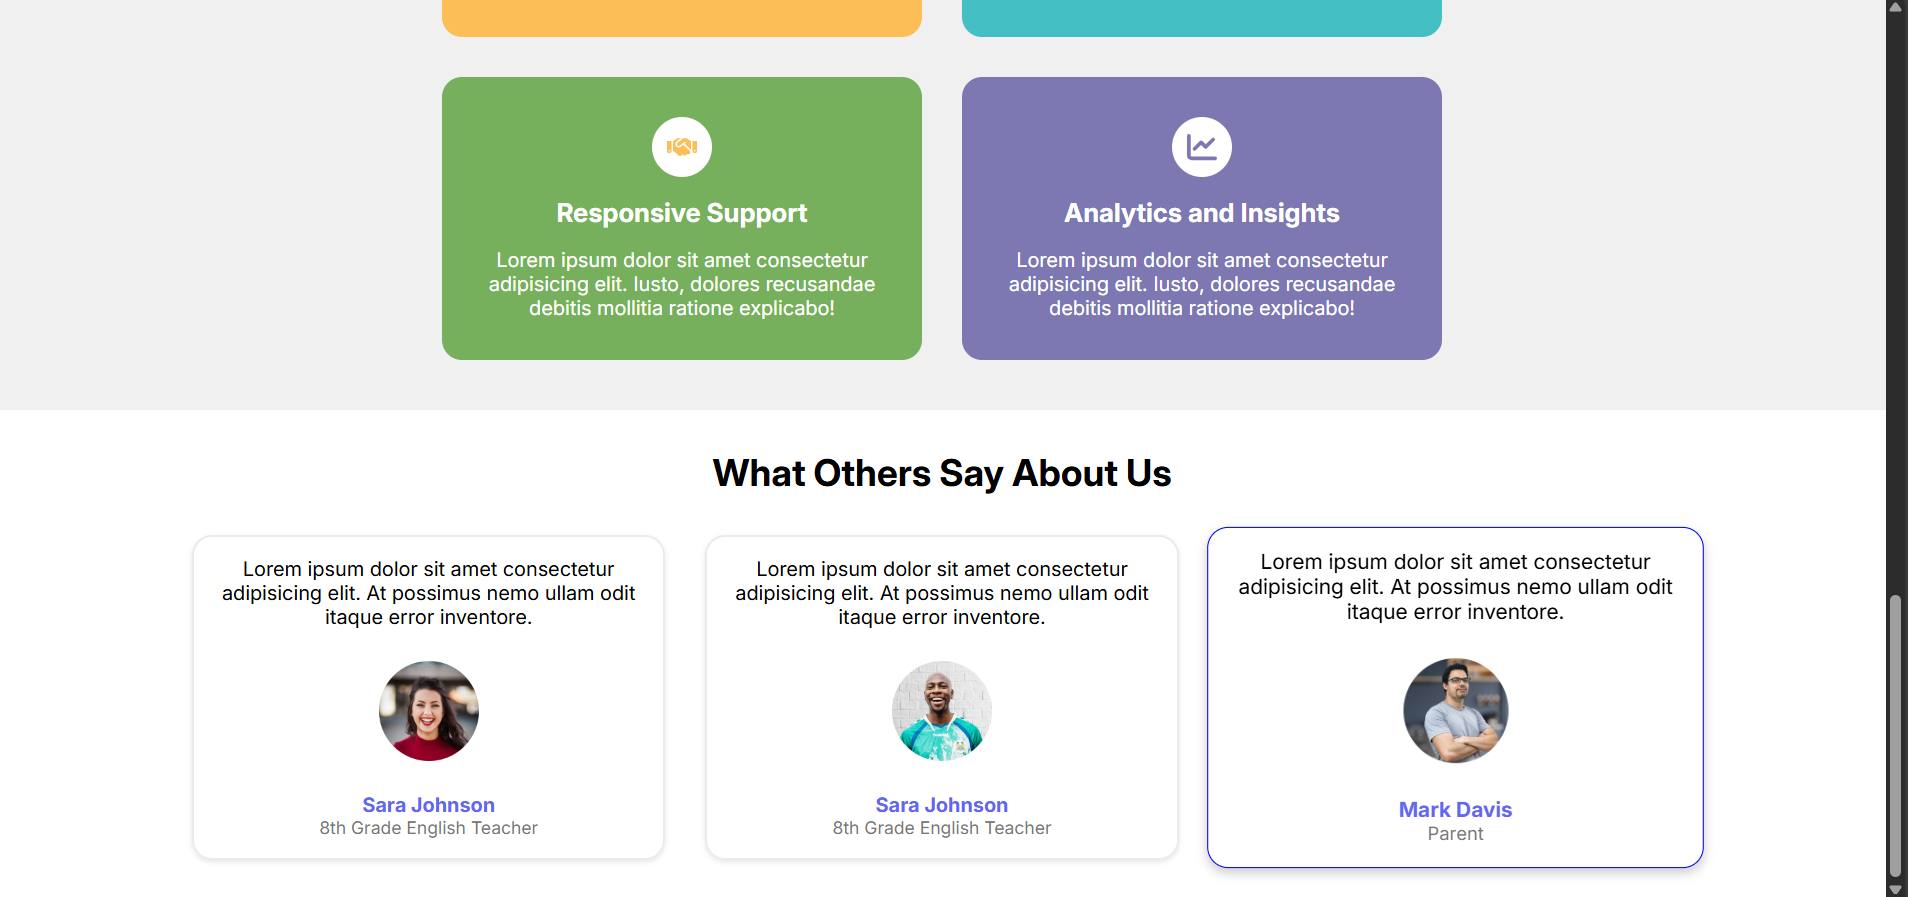 Responsive Support
Lorem ipsum dolor sit amet consectetur
adipisicing elit. Iusto, dolores recusandae
debitis mollitia ratione explicabo!
Analytics and Insights
Lorem ipsum dolor sit amet consectetur
adipisicing elit. Iusto, dolores recusandae
debitis mollitia ratione explicabo!
What Others Say About Us
Lorem ipsum dolor sit amet consectetur
adipisicing elit. At possimus nemo ullam odit
itaque error inventore.
Sara Johnson
8th Grade English Teacher
Lorem ipsum dolor sit amet consectetur
adipisicing elit. At possimus nemo ullam odit
itaque error inventore.
Sara Johnson
8th Grade English Teacher
Lorem ipsum dolor sit amet consectetur
adipisicing elit. At possimus nemo ullam odit
itaque error inventore.
Mark Davis
Parent